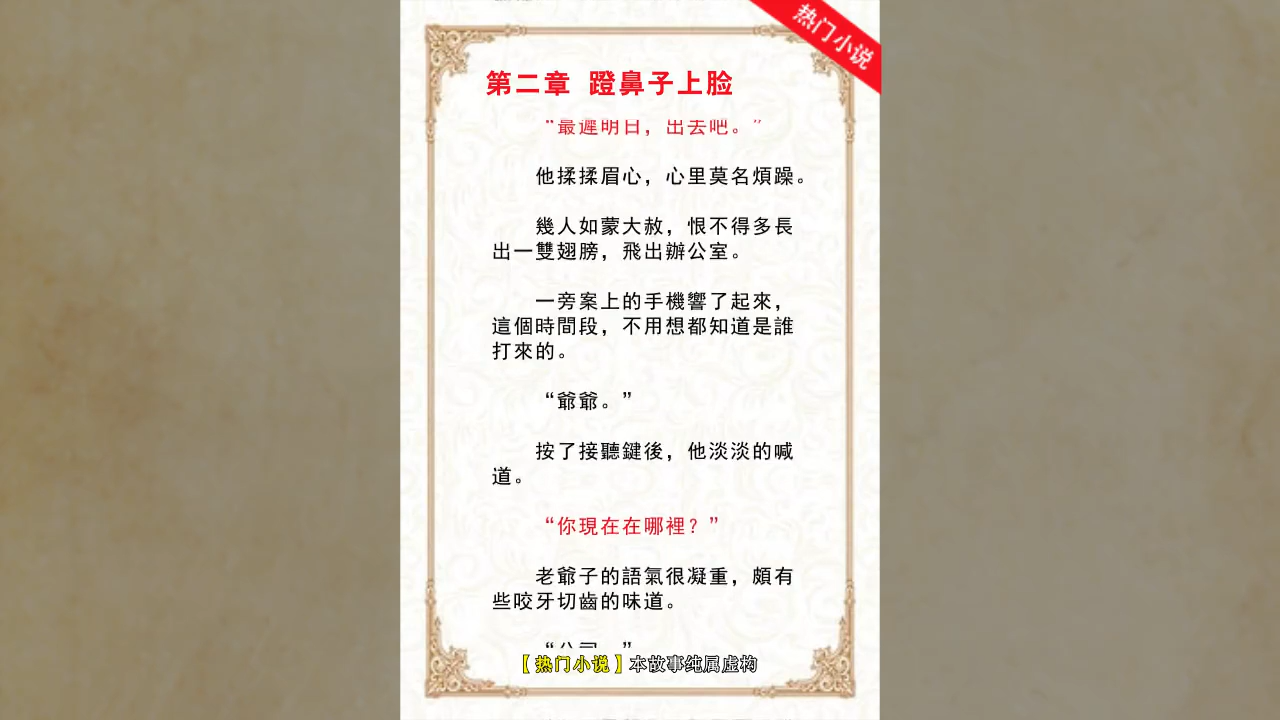 热门小说
第二章 蹬鼻子上脸
“最遲明日，出去吧。”
他揉揉眉心，心里莫名煩躁。
幾人如蒙大赦，恨不得多長
出一雙翅膀，飛出辦公室。
一旁案上的手機響了起來，
這個時間段，不用想都知道是誰
打來的。
“爺爺。”
按了接聽鍵後，他淡淡的喊
道。
“你現在在哪裡？”
老爺子的語氣很凝重，頗有
些咬牙切齒的味道。
“公司。”
【热门小说】本故事纯属虚构